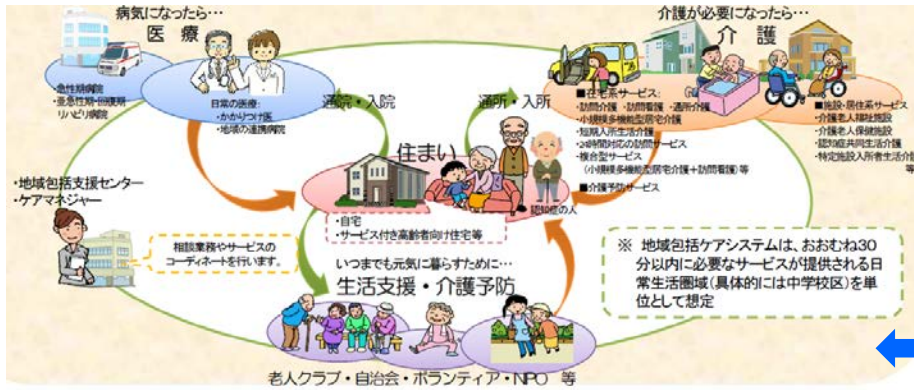 病気になったら…
医 療
・急性期病院
・亜急性期・回復期
リハビリ病院
日常の医療:
・かかりつけ医
・地域の連携病院
通院・入院
介護が必要になったら…
介 護
通所・入所
■在宅系サービス:
・訪問介護 ・訪問看護 ・通所介護
・小規模多機能型居宅介護
・短期入所生活介護
・24時間対応の訪問サービス
・複合型サービス
(小規模多機能型居宅介護+訪問看護) 等
■介護予防サービス
■施設・居住系サービス
・介護老人福祉施設
・介護老人保健施設
・認知症共同生活介護
・特定施設入所者生活介護
等
住まい
認知症の人
・自宅
・サービス付き高齢者向け住宅等
・地域包括支援センター
・ケアマネジャー
相談業務やサービスの
コーディネートを行います。
いつまでも元気に暮らすために…
生活支援・介護予防
老人クラブ・自治会・ボランティア・NPO 等
※ 地域包括ケアシステムは、おおむね30
分以内に必要なサービスが提供される日
常生活圏域(具体的には中学校区)を単
位として想定